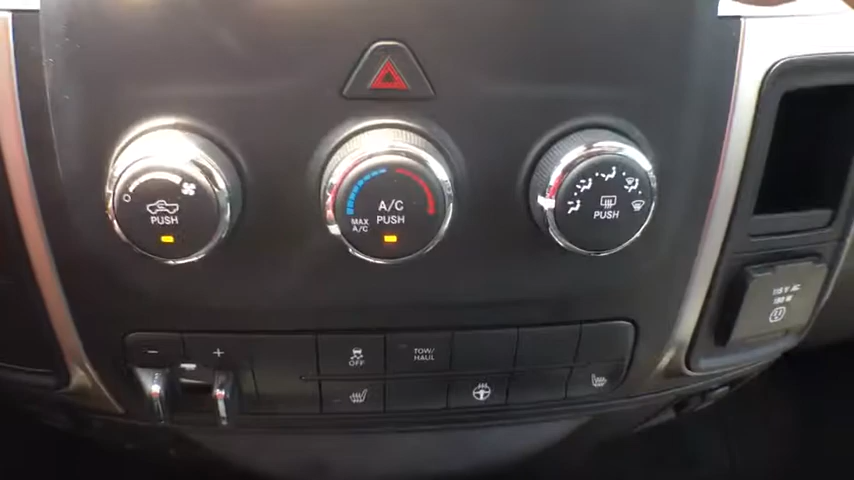 PUSH
A/C
PUSH
MAX
A/C
PUSH
115 V AC
150 W
- +
OFF
TOW/
HAUL